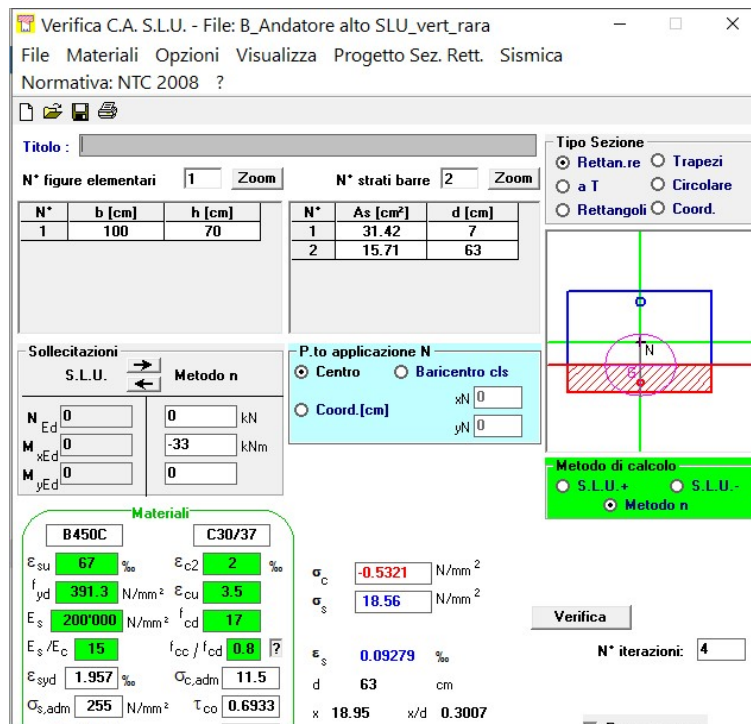 Verifica C.A. S.L.U. - File: B_Andatore alto SLU_vert_rara
File Materiali Opzioni Visualizza Progetto Sez. Rett. Sismica
Normativa: NTC 2008 ?
Titolo :
N° figure elementari 1 Zoom
N° strati barre 2 Zoom
N° b [cm] h [cm]
1 100 70
N° As [cm²] d [cm]
1 31.42 7
2 15.71 63
Tipo Sezione
Rettan.re Trapezi
a T Circolare
Rettangoli Coord.
N
Sollecitazioni
S.L.U. Metodo n
N Ed 0 0 kN
M xEd 0 -33 kNm
M yEd 0 0
P.to applicazione N
Centro Baricentro cls
Coord.[cm] xN 0
yN 0
Metodo di calcolo
S.L.U.+ S.L.U.-
Metodo n
Materiali
B450C C30/37
εsu 67 ‰ εc2 2 ‰
fyd 391.3 N/mm² εcu 3.5
Es 200'000 N/mm² fcd 17
Es /Ec 15 fcc / fcd 0.8 ?
εsyd 1.957 ‰ σc,adm 11.5
σs,adm 255 N/mm² τco 0.6933
σc -0.5321 N/mm²
σs 18.56 N/mm²
εs 0.09279 ‰
d 63 cm
x 18.95 x/d 0.3007
Verifica
N° iterazioni: 4